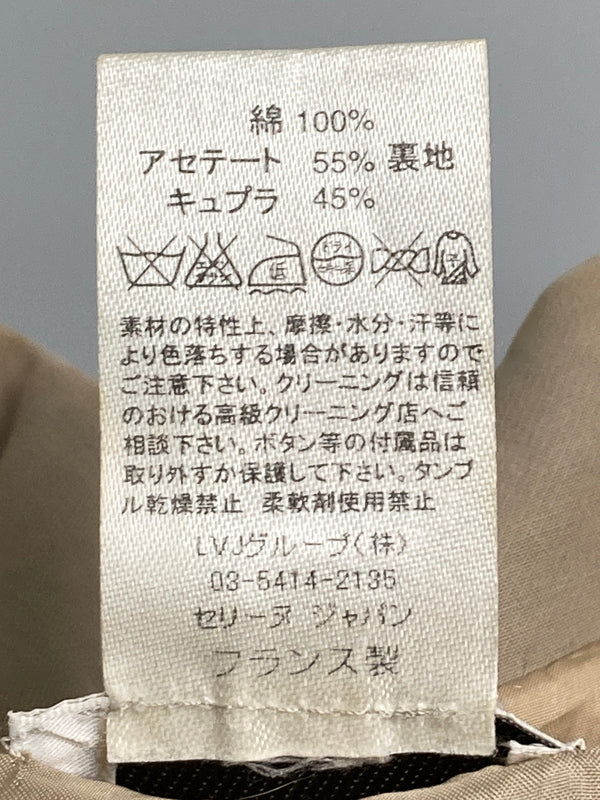 綿 100%
アセテート 55% 裏地
キュプラ 45%
低
ドライ
素材の特性上、摩擦・水分・汗等に
より色落ちする場合がありますので
ご注意下さい。クリーニングは信頼
のおける高級クリーニング店へご
相談下さい。ボタン等の付属品は
取り外すか保護して下さい。タンブ
ル乾燥禁止 柔軟剤使用禁止
LVJグループ(株)
03-5414-2135
セリーヌ ジャパン
フランス製